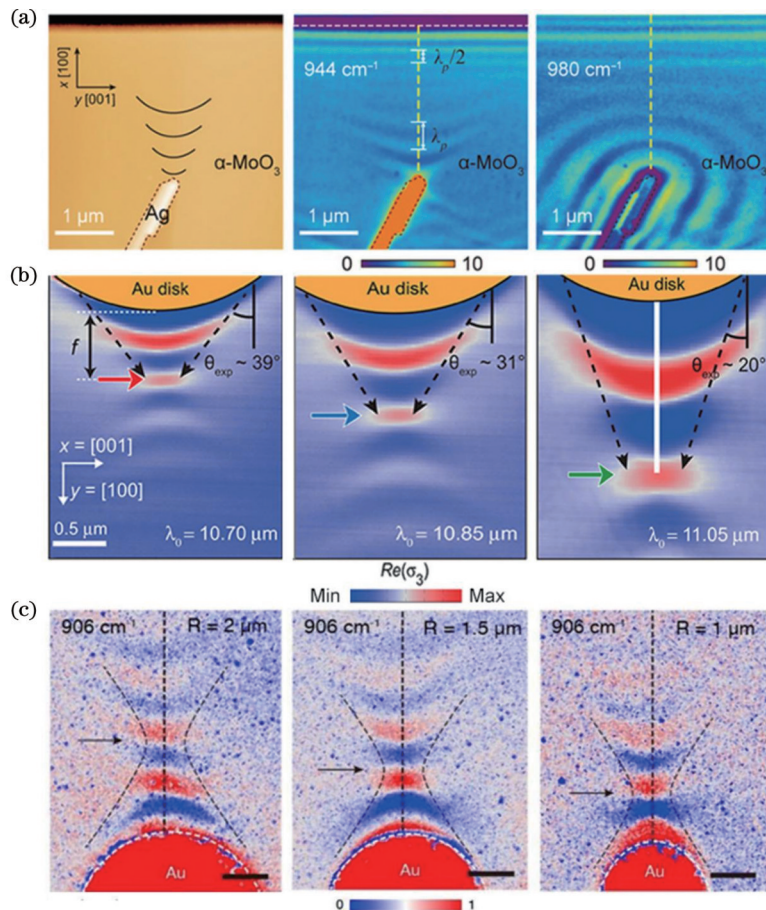 (a)
x [100]
y [001]
α-MoO₃
Ag
1 μm
944 cm⁻¹
λp/2
λp
α-MoO₃
1 μm
980 cm⁻¹
α-MoO₃
1 μm
0 10
0 10
(b)
Au disk
f
θexp ~ 39°
x = [001]
y = [100]
0.5 μm
λ₀ = 10.70 μm
Au disk
θexp ~ 31°
λ₀ = 10.85 μm
Au disk
θexp ~ 20°
λ₀ = 11.05 μm
Re(σ₃)
Min Max
(c)
906 cm⁻¹ R = 2 μm
Au
906 cm⁻¹ R = 1.5 μm
Au
906 cm⁻¹ R = 1 μm
Au
0 1